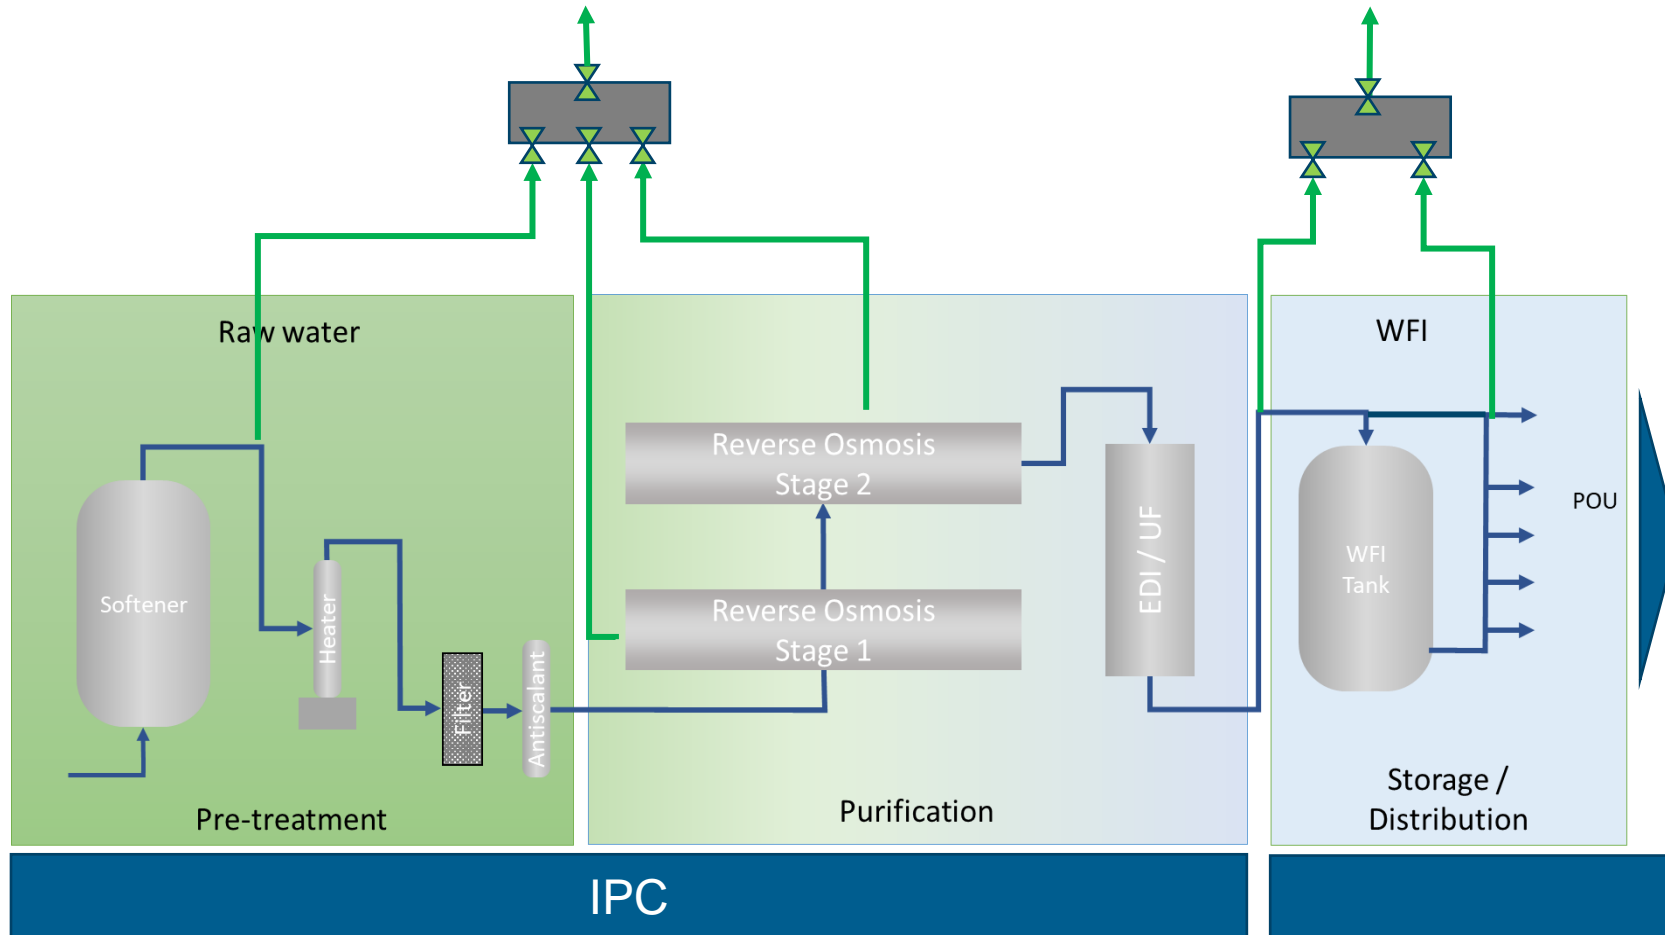 Raw water
Softener
Heater
Filter
Antiscalant
Pre-treatment
Reverse Osmosis
Stage 2
Reverse Osmosis
Stage 1
EDI / UF
Purification
WFI
WFI
Tank
POU
Storage /
Distribution
IPC